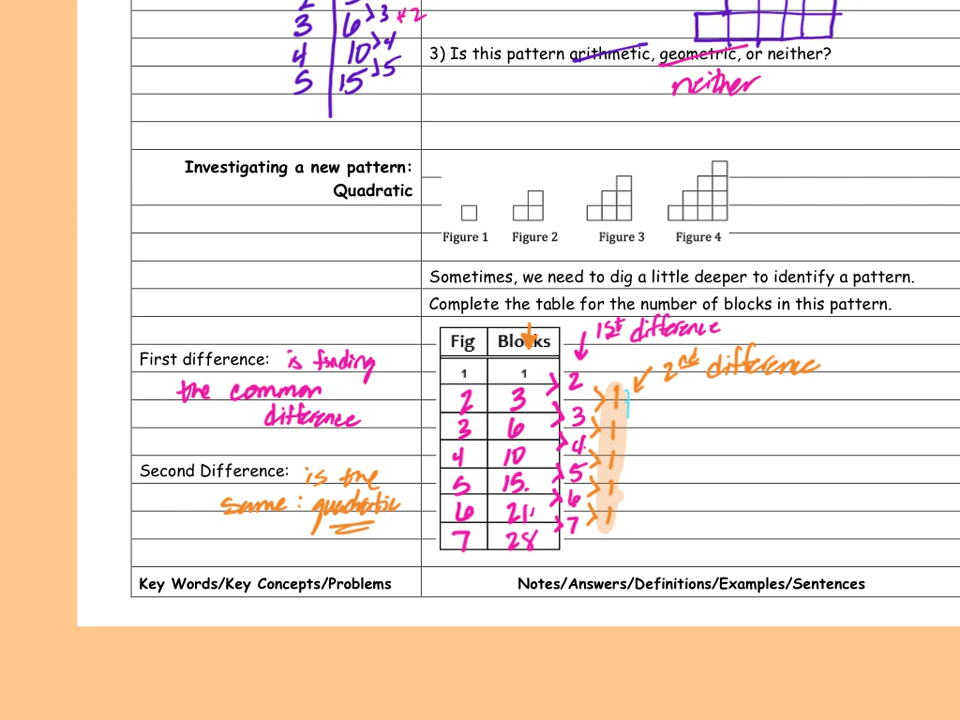 3 6 >3 +2
4 10 >4
5 15 >5
3) Is this pattern arithmetic, geometric, or neither?
neither
Investigating a new pattern:
Quadratic
Figure 1 Figure 2 Figure 3 Figure 4
Sometimes, we need to dig a little deeper to identify a pattern.
Complete the table for the number of blocks in this pattern.
1st difference
2nd difference
Fig Blocks
1 1
2 3
3 6
4 10
5 15
6 21
7 28
2
3
4
5
6
7
1
1
1
1
1
First difference: is finding
the common
difference
Second Difference: is the
same: quadratic
Key Words/Key Concepts/Problems
Notes/Answers/Definitions/Examples/Sentences